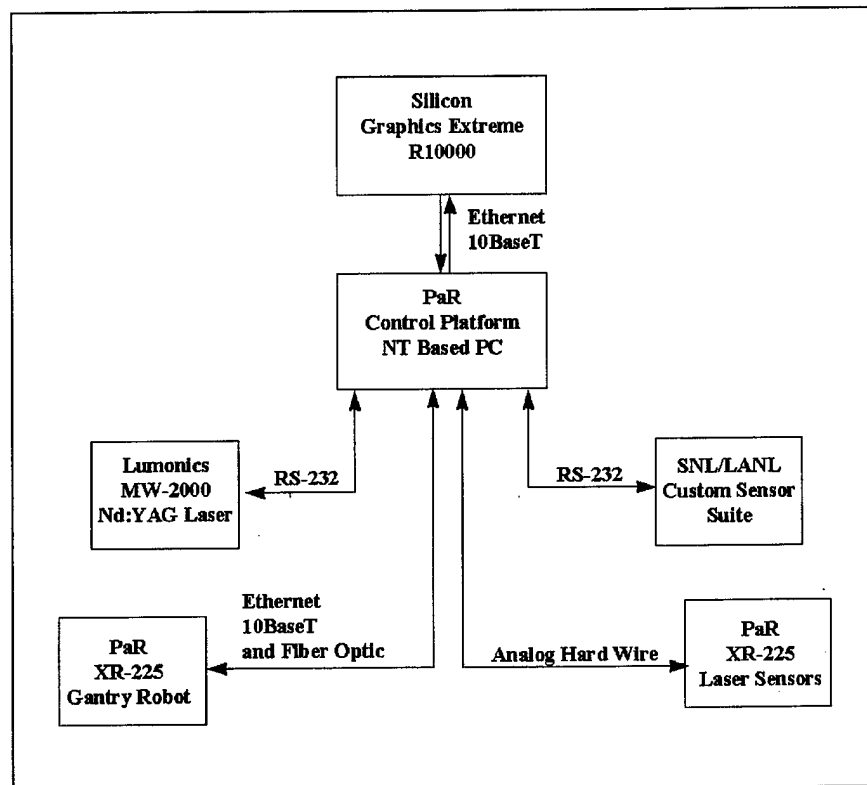 Silicon
Graphics Extreme
R10000
Ethernet
10BaseT
PaR
Control Platform
NT Based PC
Lumonics
MW-2000
Nd:YAG Laser
RS-232
RS-232
SNL/LANL
Custom Sensor
Suite
Ethernet
10BaseT
and Fiber Optic
PaR
XR-225
Gantry Robot
Analog Hard Wire
PaR
XR-225
Laser Sensors